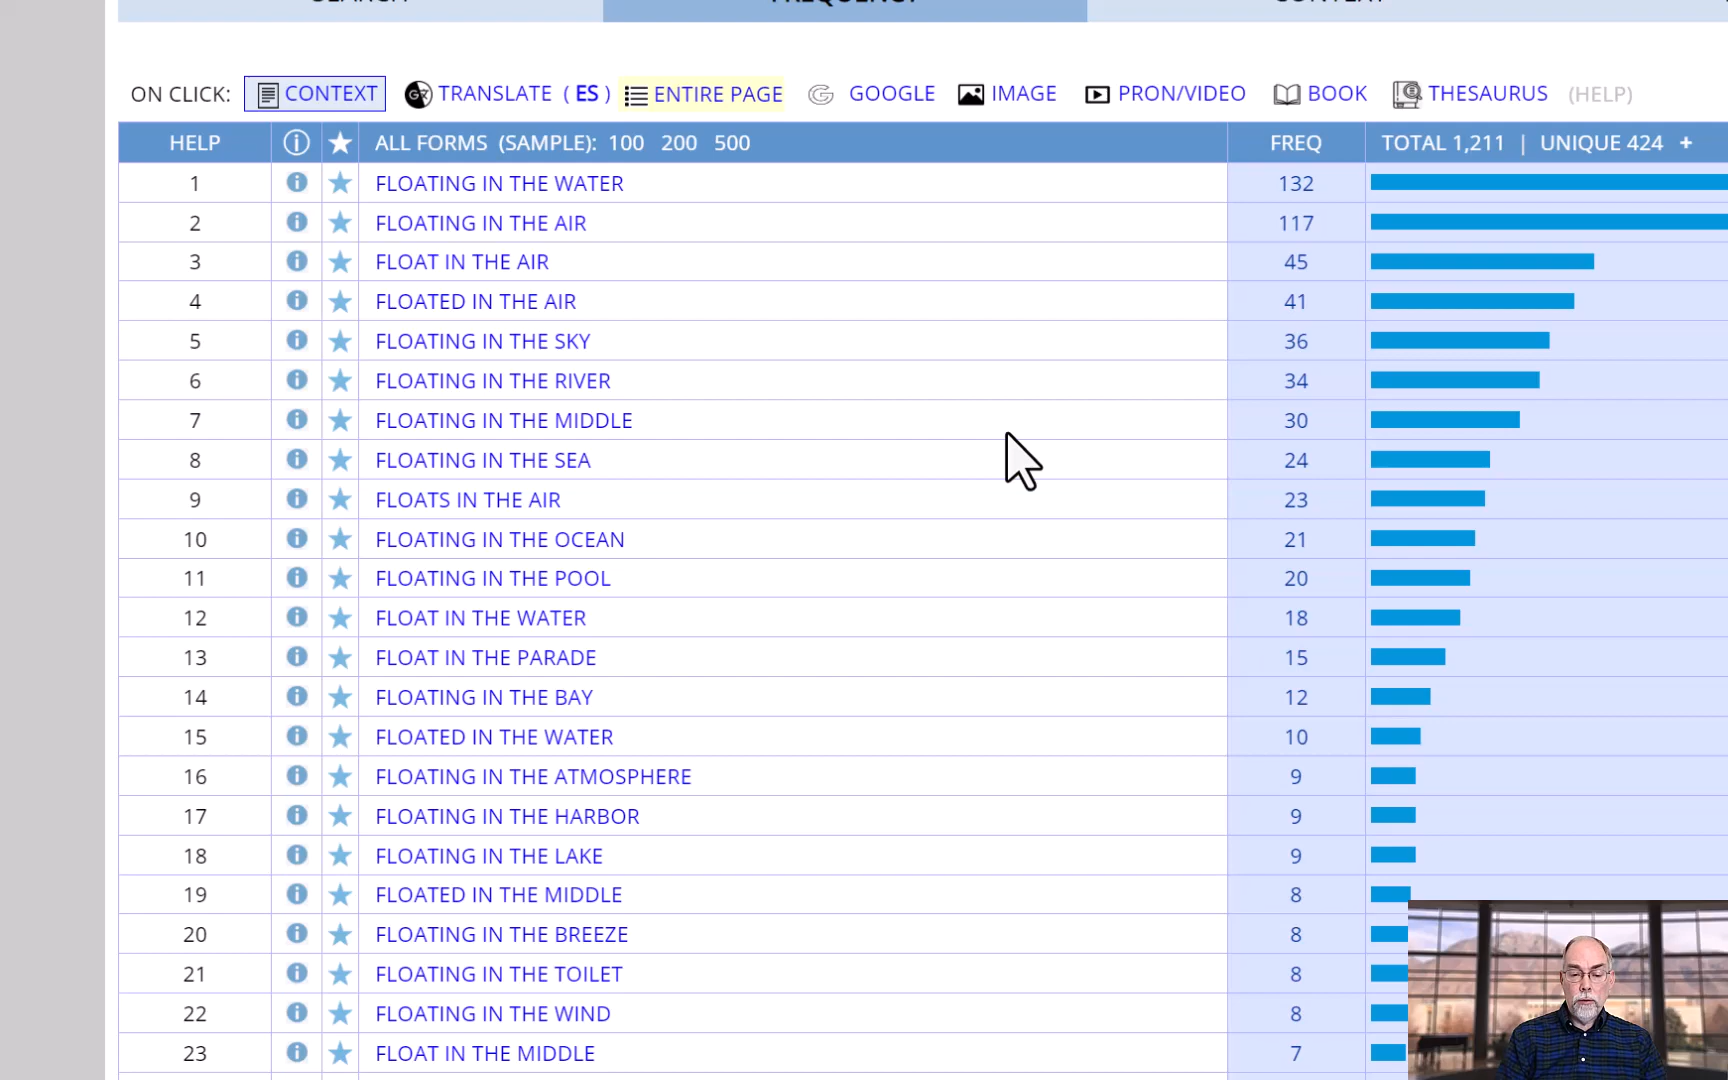 SEARCH FREQUENCY CONTEXT
ON CLICK: CONTEXT TRANSLATE ( ES ) ENTIRE PAGE GOOGLE IMAGE PRON/VIDEO BOOK THESAURUS (HELP)
HELP ALL FORMS (SAMPLE): 100 200 500 FREQ TOTAL 1,211 | UNIQUE 424 +
1 FLOATING IN THE WATER 132
2 FLOATING IN THE AIR 117
3 FLOAT IN THE AIR 45
4 FLOATED IN THE AIR 41
5 FLOATING IN THE SKY 36
6 FLOATING IN THE RIVER 34
7 FLOATING IN THE MIDDLE 30
8 FLOATING IN THE SEA 24
9 FLOATS IN THE AIR 23
10 FLOATING IN THE OCEAN 21
11 FLOATING IN THE POOL 20
12 FLOAT IN THE WATER 18
13 FLOAT IN THE PARADE 15
14 FLOATING IN THE BAY 12
15 FLOATED IN THE WATER 10
16 FLOATING IN THE ATMOSPHERE 9
17 FLOATING IN THE HARBOR 9
18 FLOATING IN THE LAKE 9
19 FLOATED IN THE MIDDLE 8
20 FLOATING IN THE BREEZE 8
21 FLOATING IN THE TOILET 8
22 FLOATING IN THE WIND 8
23 FLOAT IN THE MIDDLE 7